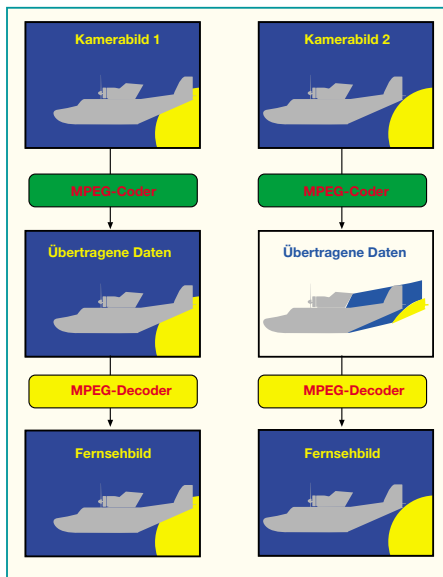 Kamerabild 1
Kamerabild 2
MPEG-Coder
MPEG-Coder
Übertragene Daten
Übertragene Daten
MPEG-Decoder
MPEG-Decoder
Fernsehbild
Fernsehbild